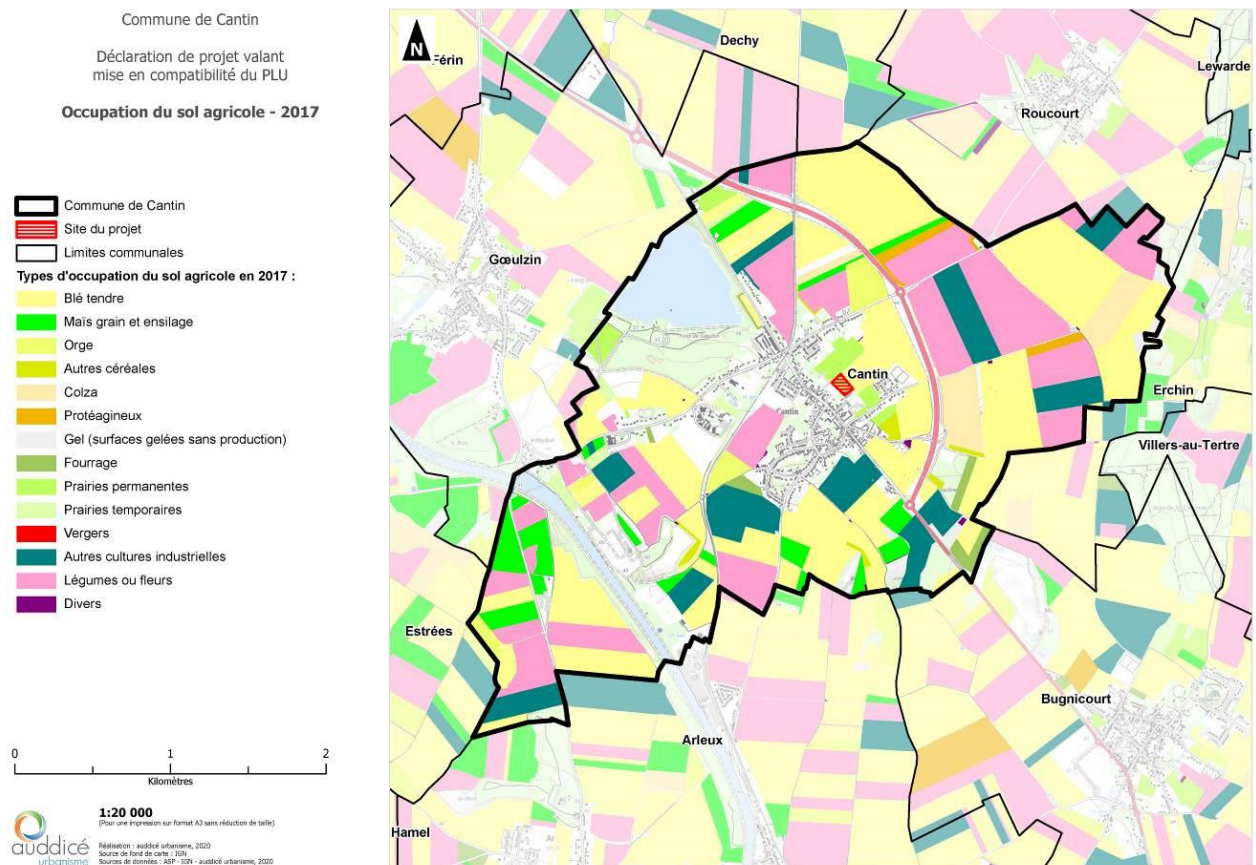 Commune de Cantin
Déclaration de projet valant
mise en compatibilité du PLU
Occupation du sol agricole - 2017
Commune de Cantin
Site du projet
Limites communales
Types d'occupation du sol agricole en 2017 :
Blé tendre
Maïs grain et ensilage
Orge
Autres céréales
Colza
Protéagineux
Gel (surfaces gelées sans production)
Fourrage
Prairies permanentes
Prairies temporaires
Vergers
Autres cultures industrielles
Légumes ou fleurs
Divers
0 1 2
Kilomètres
1:20 000
(Pour une impression sur format A3 sans réduction de taille)
auddicé
urbanisme
Réalisation : auddicé urbanisme, 2020
Source de fond de carte : IGN
Sources de données : ASP - IGN - auddicé urbanisme, 2020
N
Férin
Dechy
Lewarde
Roucourt
Gœulzin
Cantin
Cantin
Erchin
Villers-au-Tertre
Estrées
Bugnicourt
Arleux
Hamel